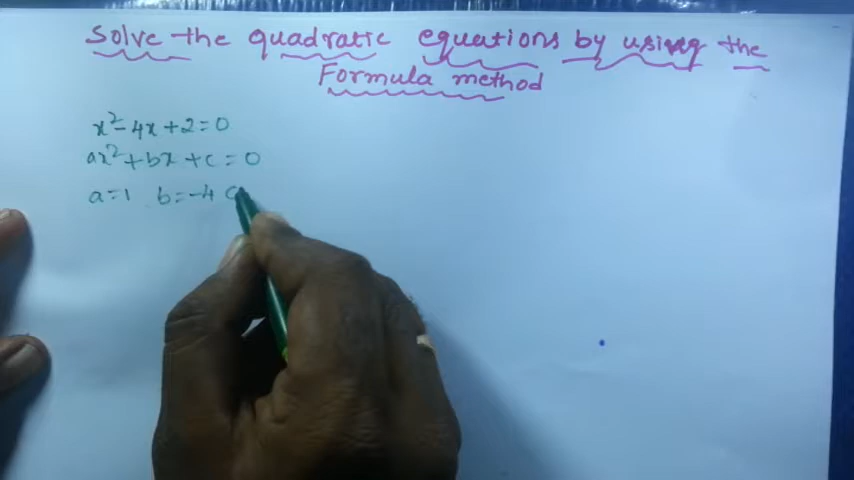 Solve the quadratic equations by using the
Formula method
x²-4x+2=0
ax²+bx+c=0
a=1 b=-4 c